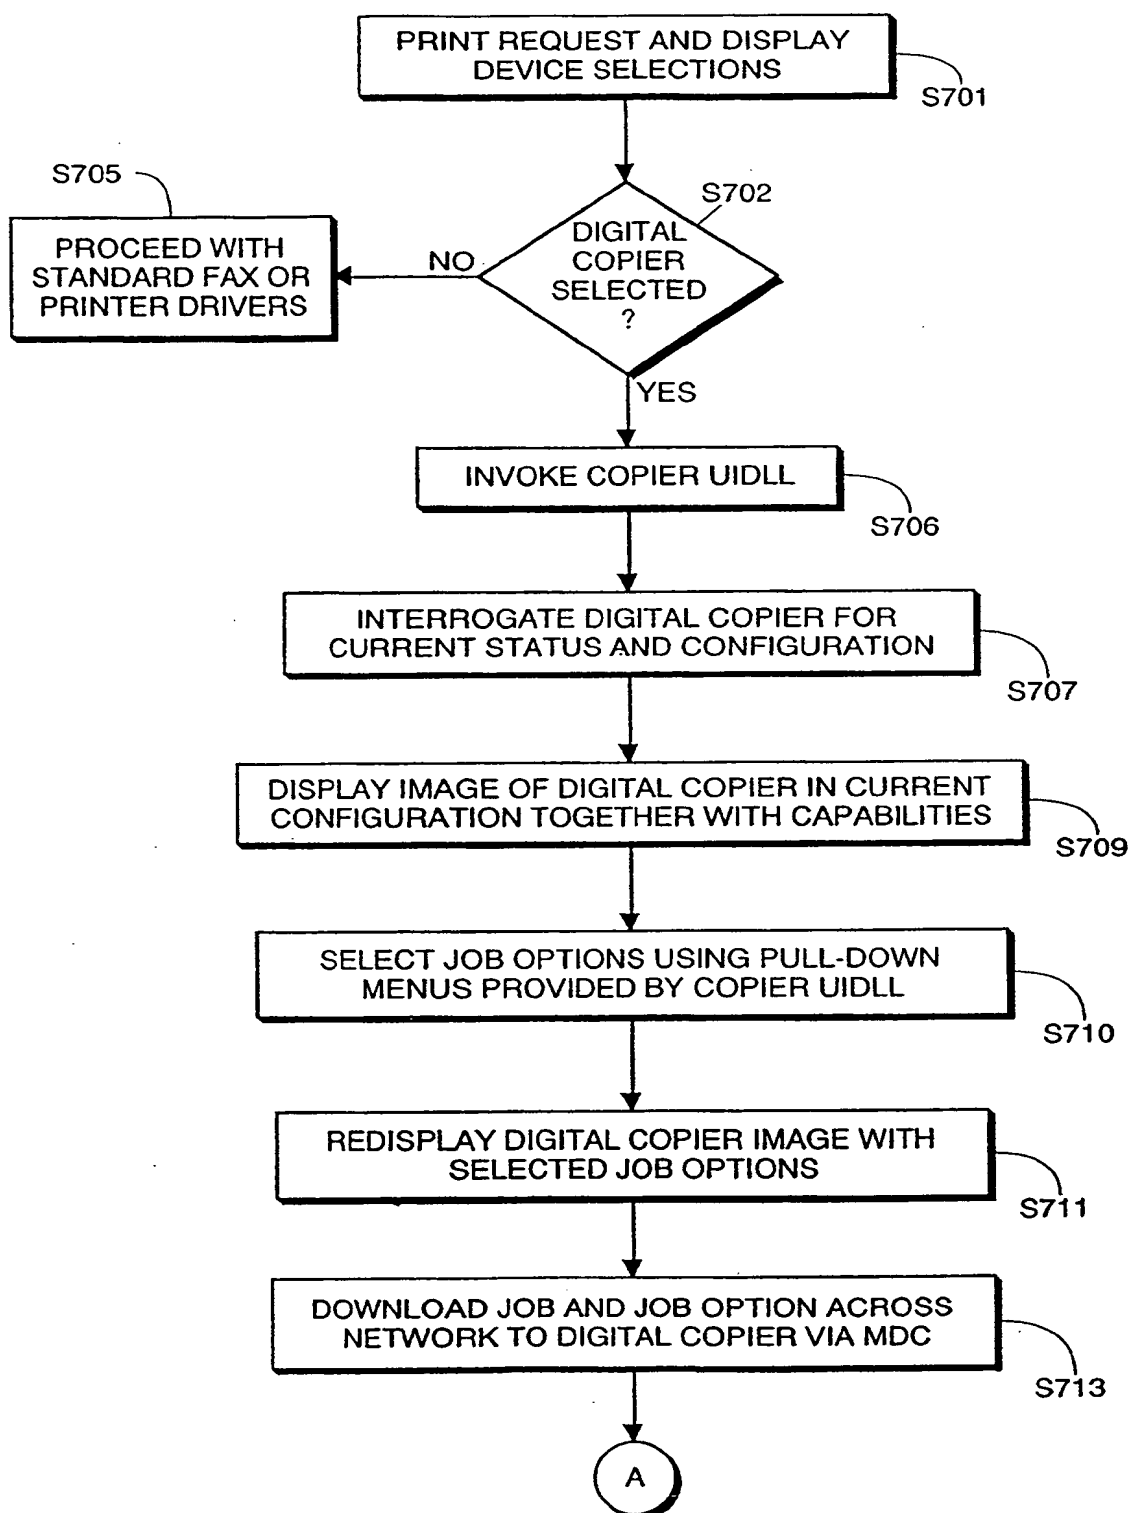 PRINT REQUEST AND DISPLAY
DEVICE SELECTIONS
S701
S705
S702
PROCEED WITH
STANDARD FAX OR
PRINTER DRIVERS
NO
DIGITAL
COPIER
SELECTED
?
YES
INVOKE COPIER UIDLL
S706
INTERROGATE DIGITAL COPIER FOR
CURRENT STATUS AND CONFIGURATION
S707
DISPLAY IMAGE OF DIGITAL COPIER IN CURRENT
CONFIGURATION TOGETHER WITH CAPABILITIES
S709
SELECT JOB OPTIONS USING PULL-DOWN
MENUS PROVIDED BY COPIER UIDLL
S710
REDISPLAY DIGITAL COPIER IMAGE WITH
SELECTED JOB OPTIONS
S711
DOWNLOAD JOB AND JOB OPTION ACROSS
NETWORK TO DIGITAL COPIER VIA MDC
S713
A